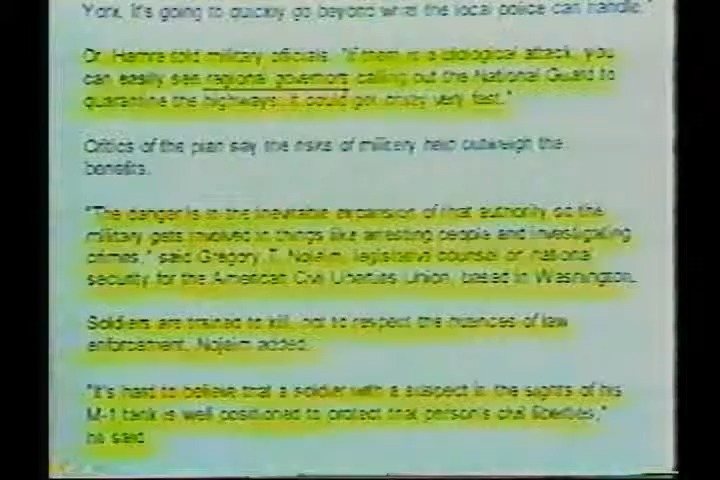 York. It's going to quickly go beyond what the local police can handle."
Dr. Hamre told military officials. "If there is a biological attack, you
can easily see regional governors calling out the National Guard to
quarantine the highways. It could get dicey very fast."
Critics of the plan say the risks of military help outweigh the
benefits.
"The danger is in the inevitable expansion of that authority so the
military gets involved in things like arresting people and investigating
crimes," said Gregory T. Nojeim, legislative counsel on national
security for the American Civil Liberties Union, based in Washington.
Soldiers are trained to kill, not to respect the nuances of law
enforcement, Nojeim added.
"It's hard to believe that a soldier with a suspect in the sights of his
M-1 tank is well positioned to protect that person's civil liberties,"
he said.